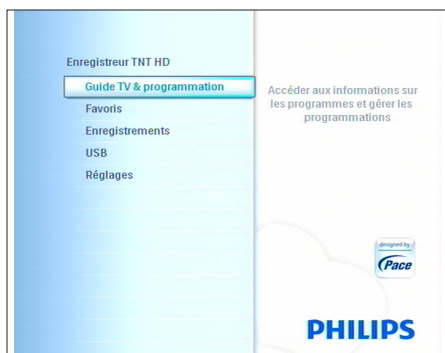 Enregistreur TNT HD
Guide TV & programmation
Favoris
Enregistrements
USB
Réglages
Accéder aux informations sur
les programmes et gérer les
programmations
designed by
Pace
PHILIPS